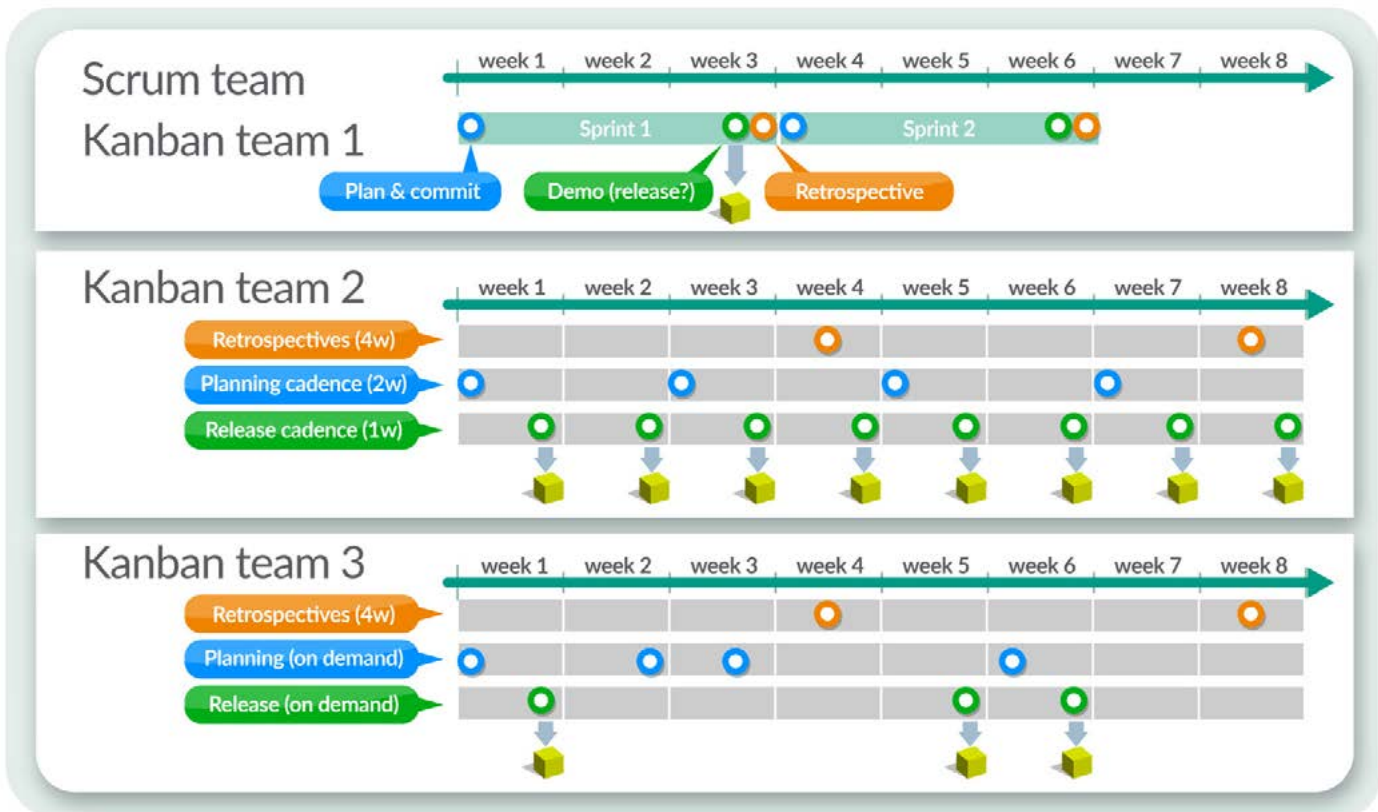 Scrum team
week 1 week 2 week 3 week 4 week 5 week 6 week 7 week 8
Kanban team 1
Sprint 1 Sprint 2
Plan & commit Demo (release?) Retrospective
Kanban team 2
week 1 week 2 week 3 week 4 week 5 week 6 week 7 week 8
Retrospectives (4w)
Planning cadence (2w)
Release cadence (1w)
Kanban team 3
week 1 week 2 week 3 week 4 week 5 week 6 week 7 week 8
Retrospectives (4w)
Planning (on demand)
Release (on demand)